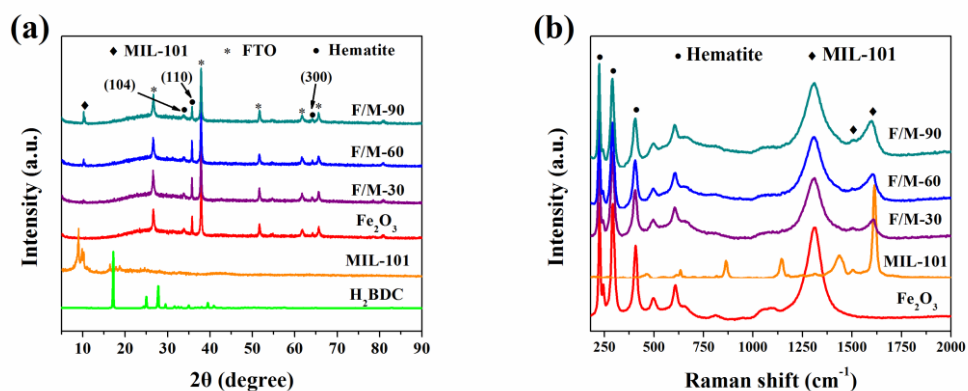 (a)
◆ MIL-101 * FTO ● Hematite
(104)
(110)
(300)
F/M-90
F/M-60
F/M-30
Fe₂O₃
MIL-101
H₂BDC
Intensity (a.u.)
10 20 30 40 50 60 70 80 90
2θ (degree)
(b)
● Hematite ◆ MIL-101
F/M-90
F/M-60
F/M-30
MIL-101
Fe₂O₃
Intensity (a.u.)
250 500 750 1000 1250 1500 1750 2000
Raman shift (cm⁻¹)